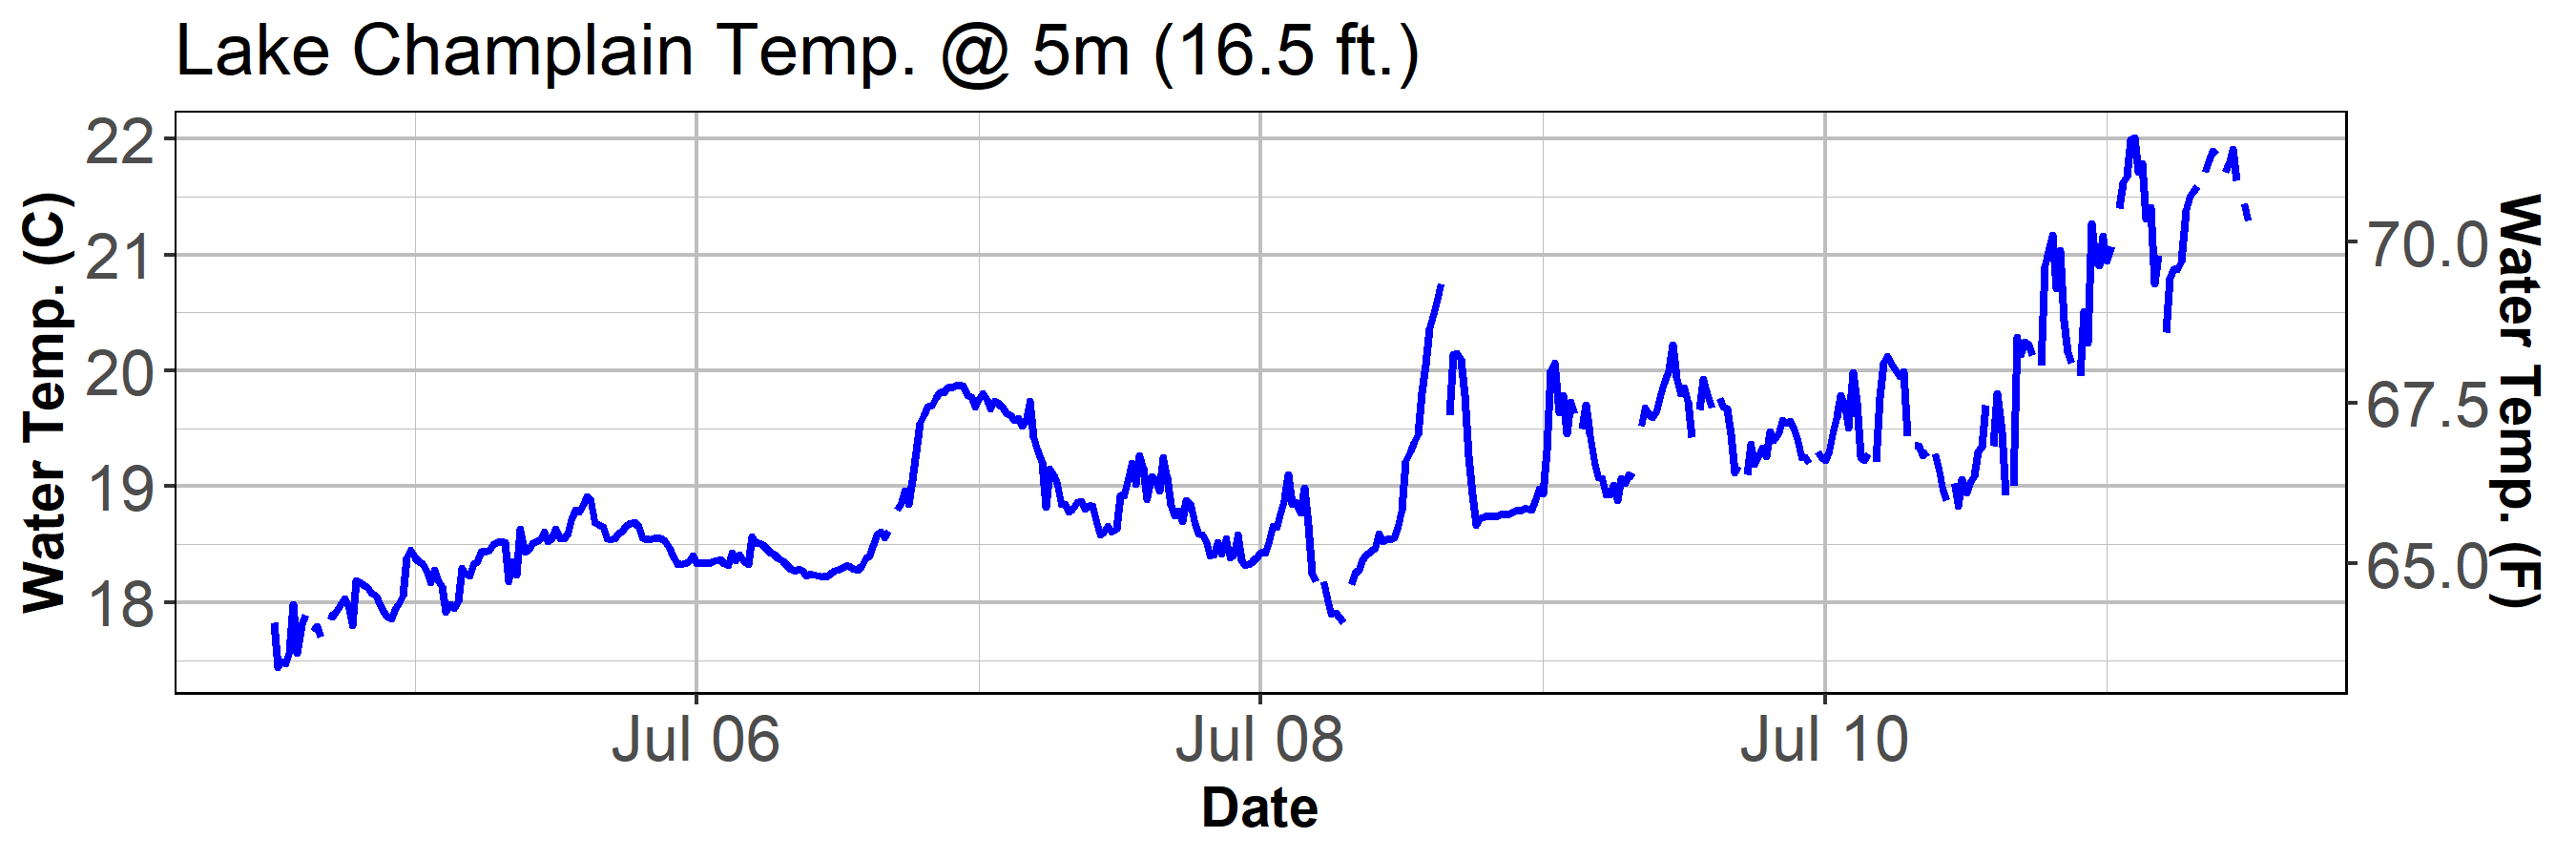 Lake Champlain Temp. @ 5m (16.5 ft.)
Water Temp. (C)
22
21
20
19
18
70.0
67.5
65.0
Water Temp. (F)
Jul 06
Jul 08
Jul 10
Date